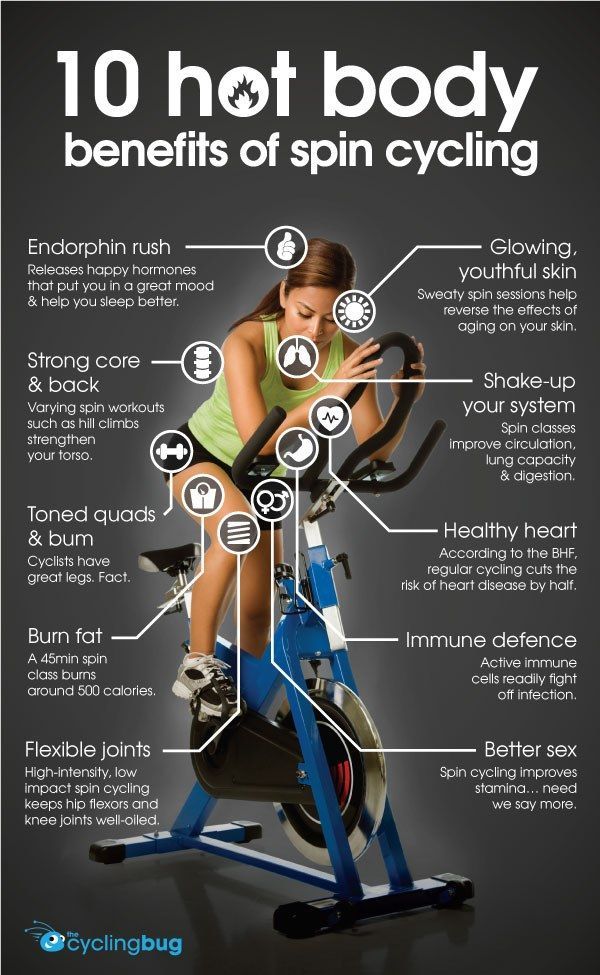 10 hot body
benefits of spin cycling
Endorphin rush
Releases happy hormones
that put you in a great mood
& help you sleep better.
Strong core
& back
Varying spin workouts
such as hill climbs
strengthen
your torso.
Toned quads
& bum
Cyclists have
great legs. Fact.
Burn fat
A 45min spin
class burns
around 500 calories.
Flexible joints
High-intensity, low
impact spin cycling
keeps hip flexors and
knee joints well-oiled.
Glowing,
youthful skin
Sweaty spin sessions help
reverse the effects of
aging on your skin.
Shake-up
your system
Spin classes
improve circulation,
lung capacity
& digestion.
Healthy heart
According to the BHF,
regular cycling cuts the
risk of heart disease by half.
Immune defence
Active immune
cells readily fight
off infection.
Better sex
Spin cycling improves
stamina... need
we say more.
the
cyclingbug